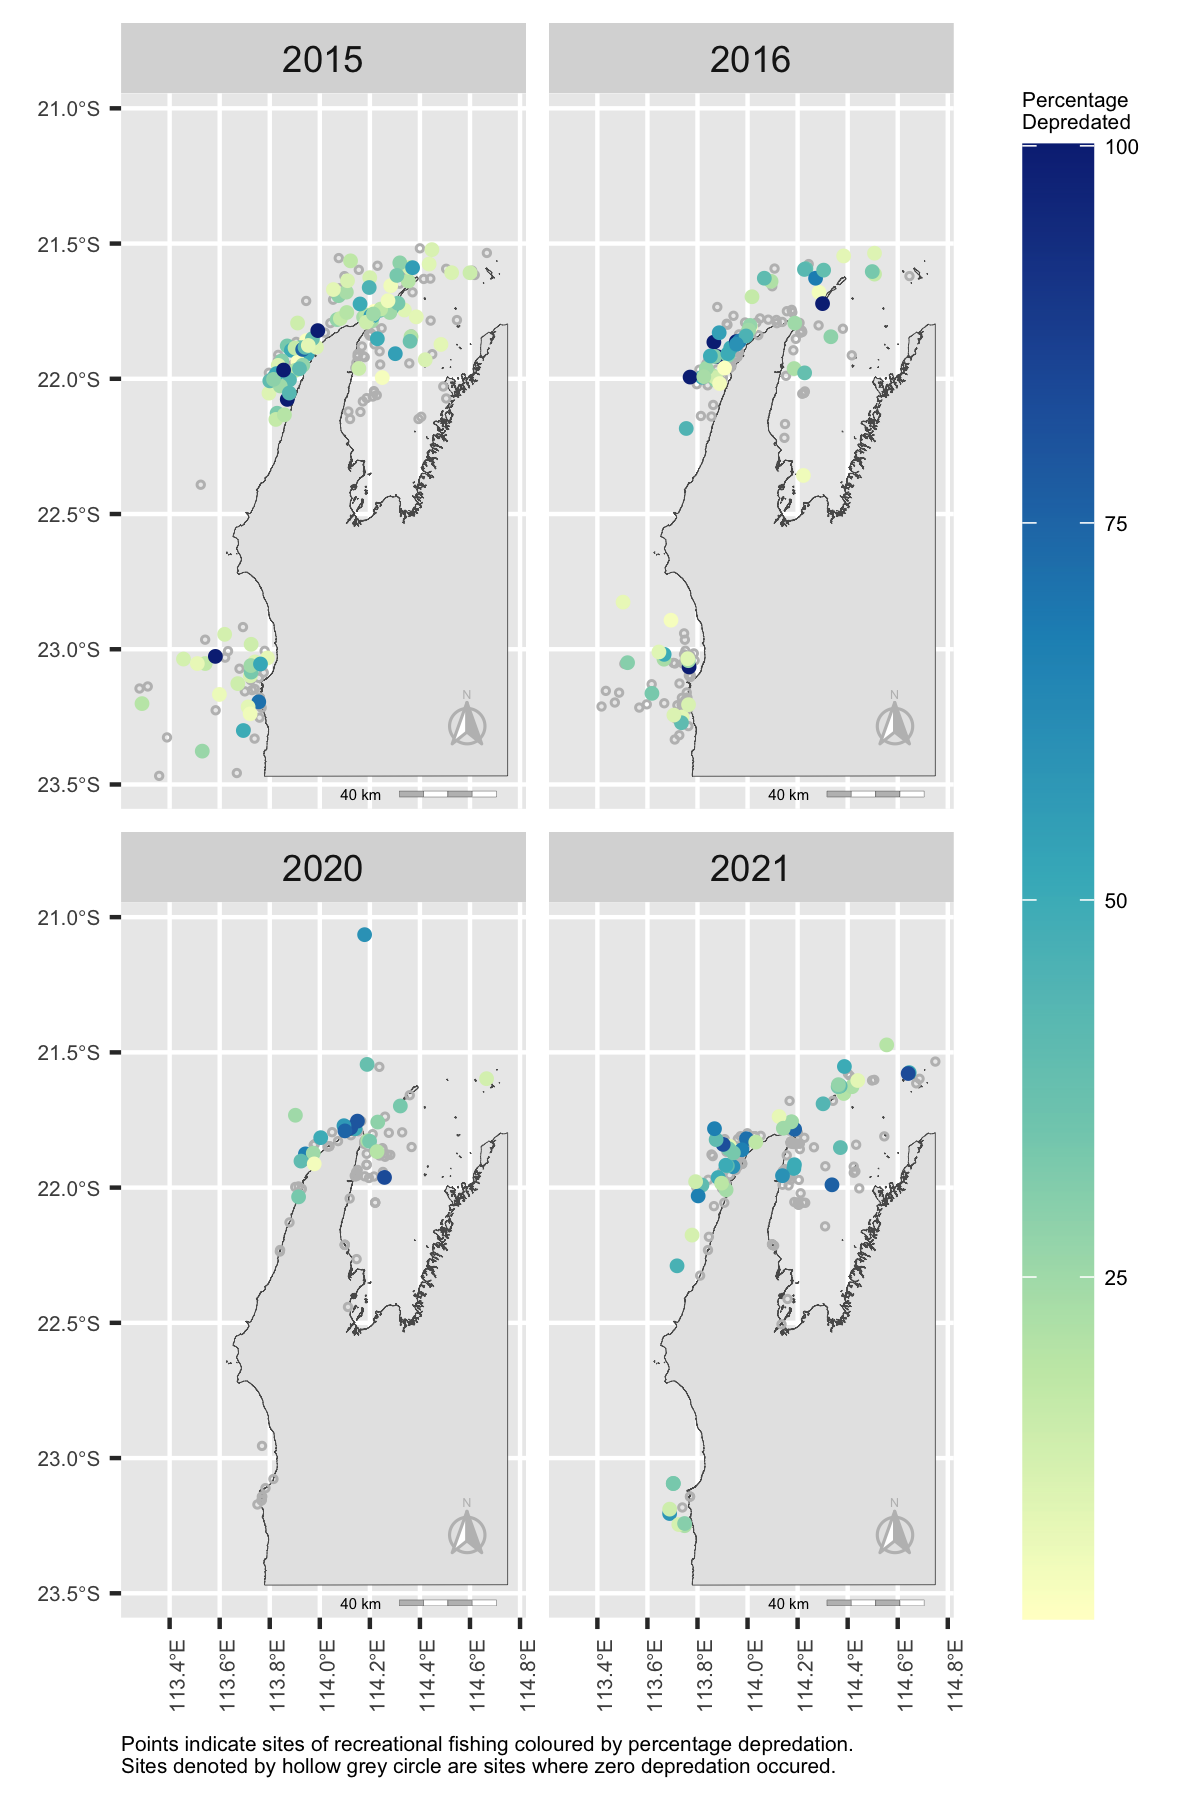 2015
2016
Percentage
Depredated
100
75
50
25
21.0°S
21.5°S
22.0°S
22.5°S
23.0°S
23.5°S
N
40 km
N
40 km
2020
2021
21.0°S
21.5°S
22.0°S
22.5°S
23.0°S
23.5°S
N
40 km
N
40 km
113.4°E
113.6°E
113.8°E
114.0°E
114.2°E
114.4°E
114.6°E
114.8°E
113.4°E
113.6°E
113.8°E
114.0°E
114.2°E
114.4°E
114.6°E
114.8°E
Points indicate sites of recreational fishing coloured by percentage depredation.
Sites denoted by hollow grey circle are sites where zero depredation occured.